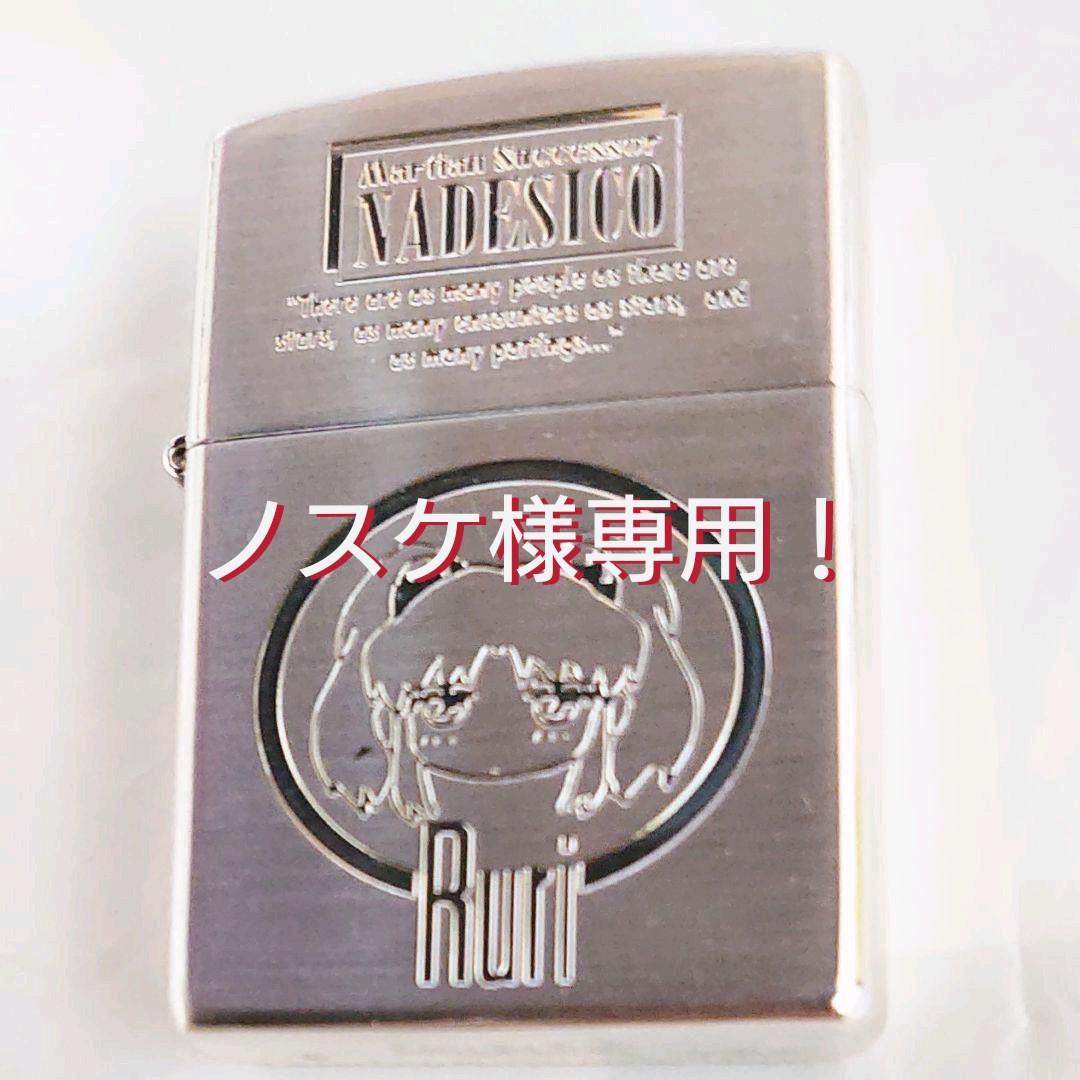 Martian Successor
NADESICO
"There are as many people as there are
stars, as many encounters as stars, and
as many partings..."
ノスケ様専用！
Ruri